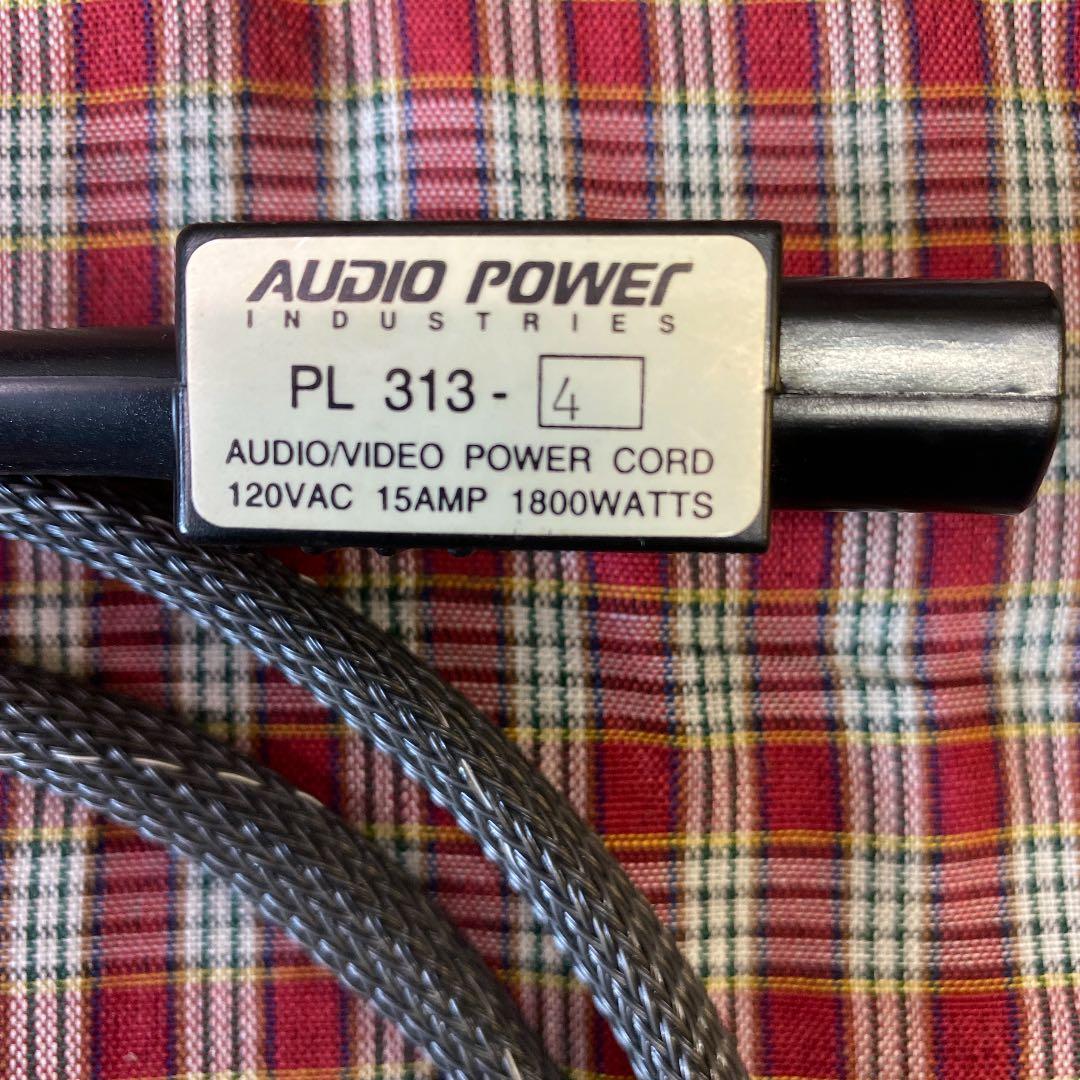 AUDIO POWER
INDUSTRIES
PL 313 - 4
AUDIO/VIDEO POWER CORD
120VAC 15AMP 1800WATTS